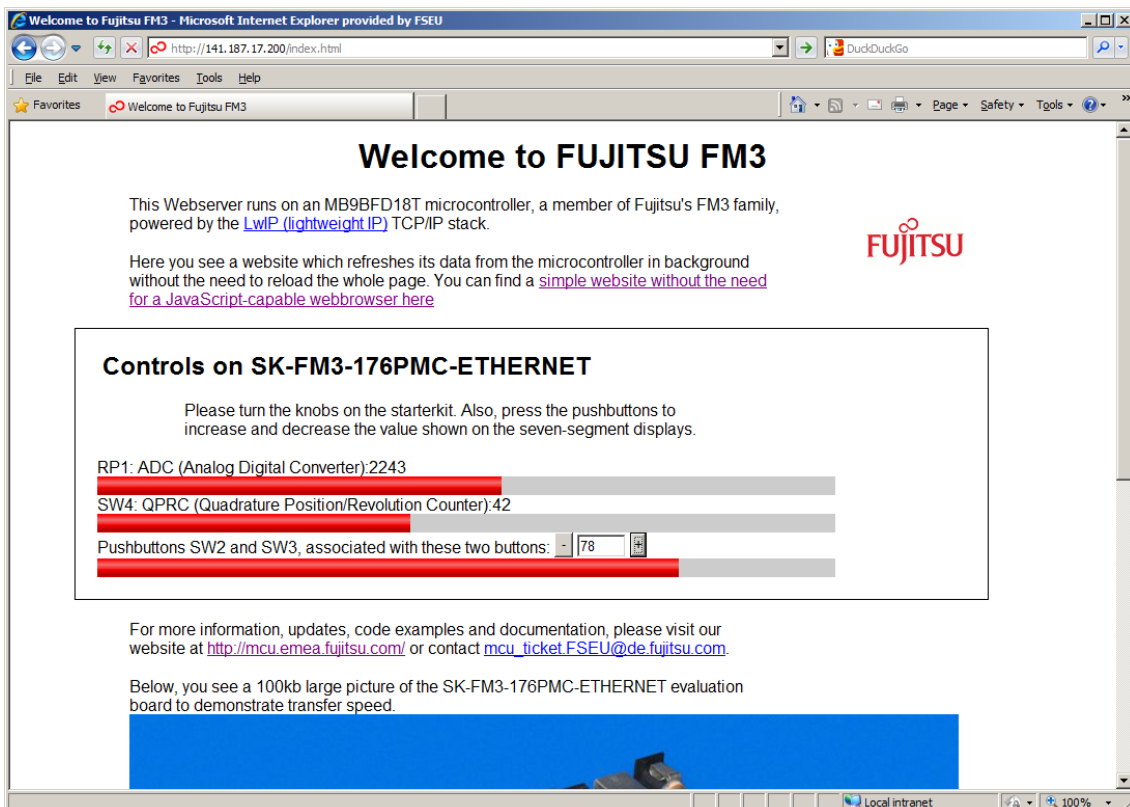 Welcome to Fujitsu FM3 - Microsoft Internet Explorer provided by FSEU
http://141.187.17.200/index.html
DuckDuckGo
File Edit View Favorites Tools Help
Favorites
Welcome to Fujitsu FM3
Page Safety Tools
Welcome to FUJITSU FM3
This Webserver runs on an MB9BFD18T microcontroller, a member of Fujitsu's FM3 family,
powered by the LwIP (lightweight IP) TCP/IP stack.
FUJITSU
Here you see a website which refreshes its data from the microcontroller in background
without the need to reload the whole page. You can find a simple website without the need
for a JavaScript-capable webbrowser here
Controls on SK-FM3-176PMC-ETHERNET
Please turn the knobs on the starterkit. Also, press the pushbuttons to
increase and decrease the value shown on the seven-segment displays.
RP1: ADC (Analog Digital Converter):2243
SW4: QPRC (Quadrature Position/Revolution Counter):42
Pushbuttons SW2 and SW3, associated with these two buttons: - 78 +
For more information, updates, code examples and documentation, please visit our
website at http://mcu.emea.fujitsu.com/ or contact mcu_ticket.FSEU@de.fujitsu.com.
Below, you see a 100kb large picture of the SK-FM3-176PMC-ETHERNET evaluation
board to demonstrate transfer speed.
Local intranet 100%